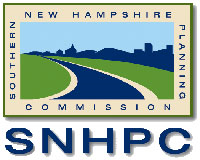 SOUTHERN
NEW HAMPSHIRE
PLANNING
COMMISSION
SNHPC